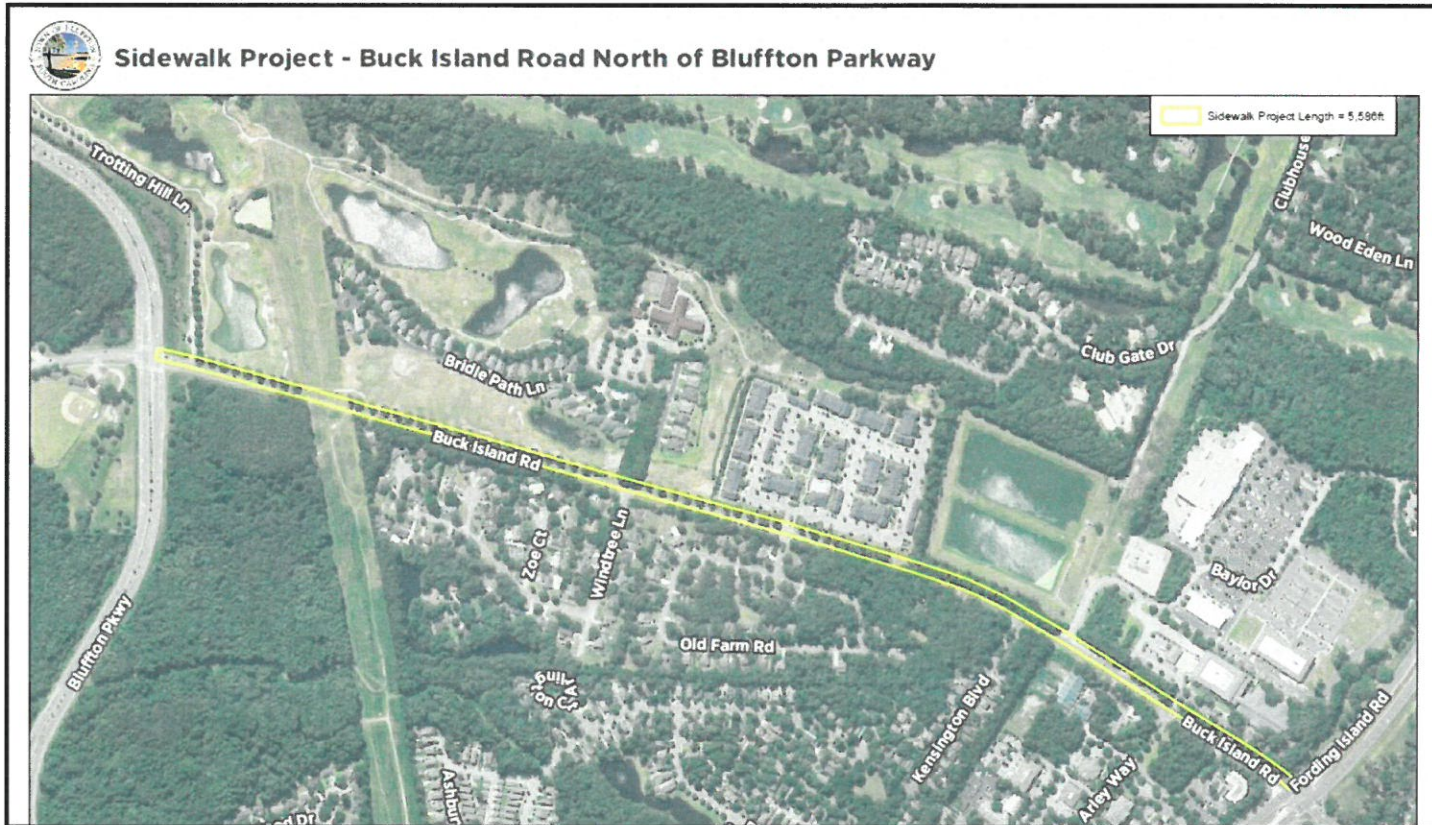 Sidewalk Project - Buck Island Road North of Bluffton Parkway
Sidewalk Project Length = 5,586ft
Trotting Hill Ln
Clubhouse
Wood Eden Ln
Club Gate Dr
Bridle Path Ln
Buck Island Rd
Zoe Ct
Windtree Ln
Baylor Dr
Old Farm Rd
Bluffton Pkwy
Kensington Blvd
Buck Island Rd
Fording Island Rd
Arley Way
Ashbur
Dr